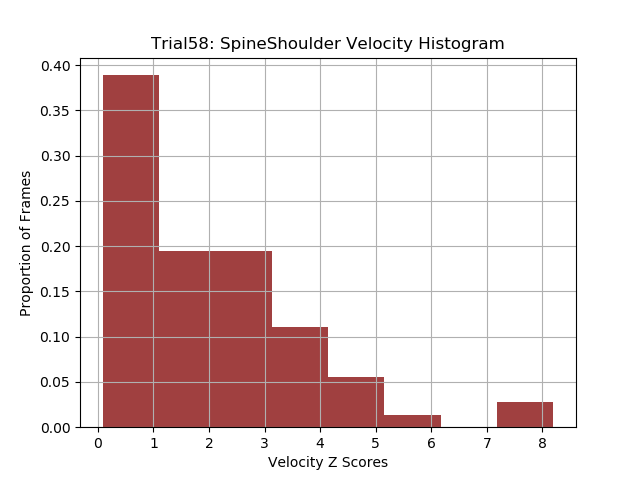 Trial58: SpineShoulder Velocity Histogram
0.40
0.35
0.30
0.25
0.20
0.15
0.10
0.05
0.00
Proportion of Frames
0 1 2 3 4 5 6 7 8
Velocity Z Scores